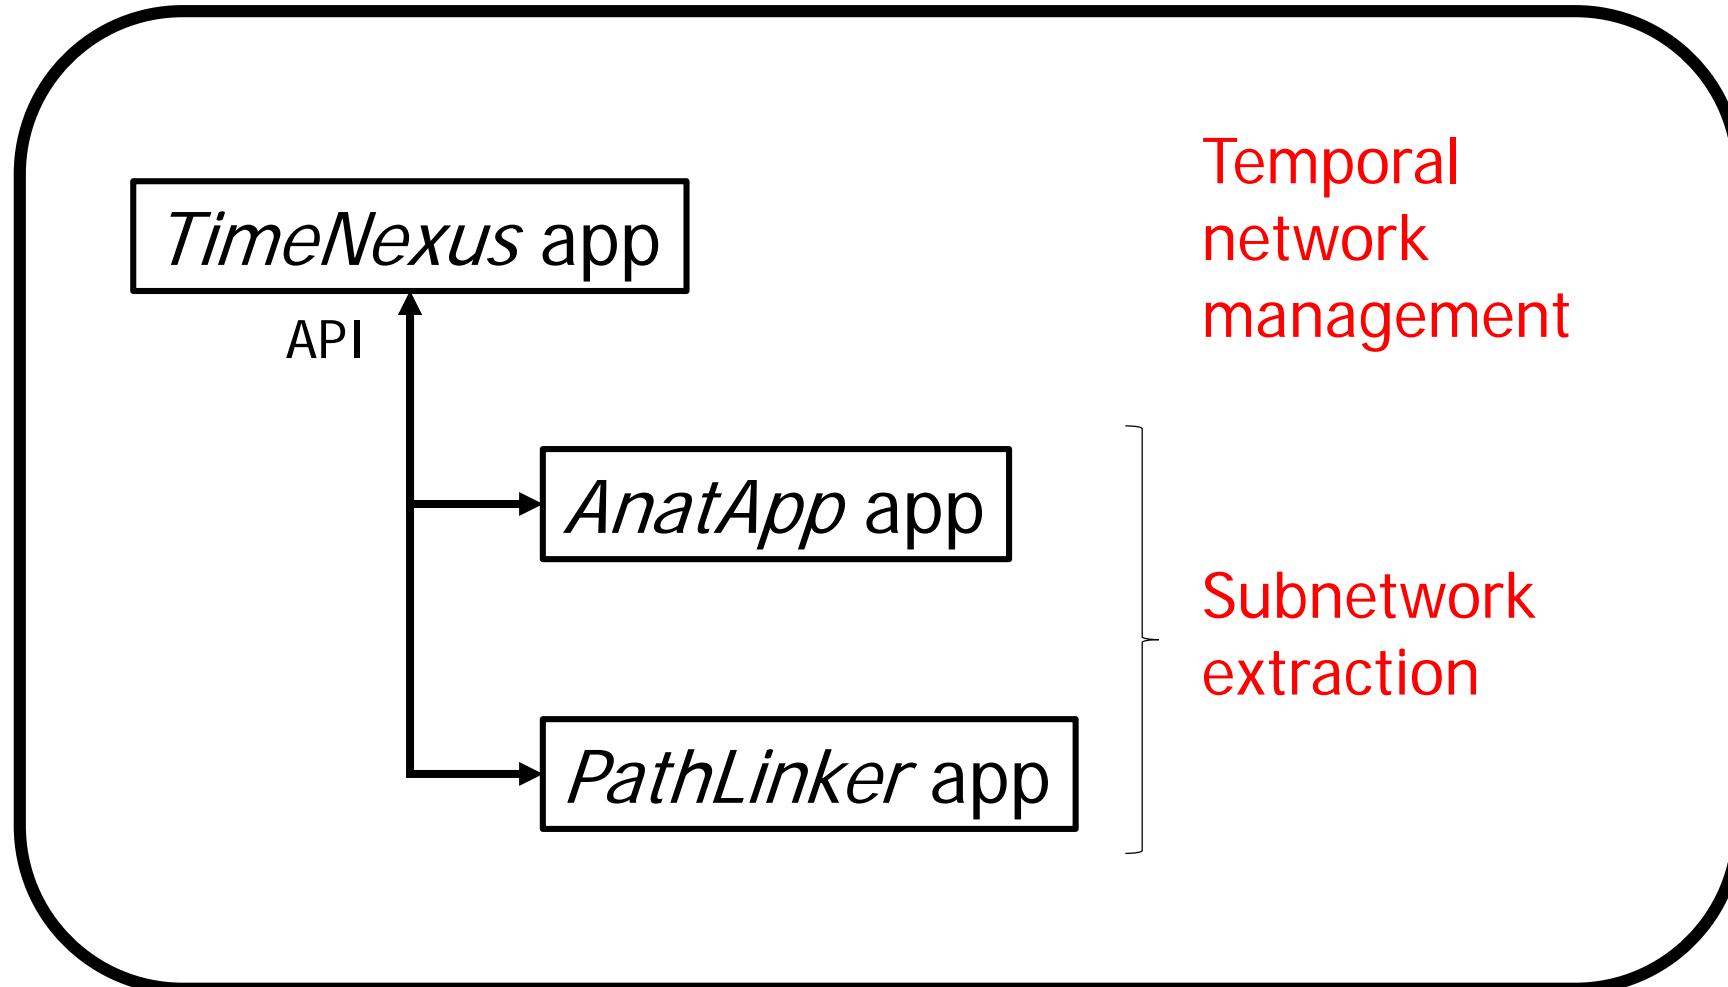 Temporal
network
management
TimeNexus app
API
AnatApp app
Subnetwork
extraction
PathLinker app